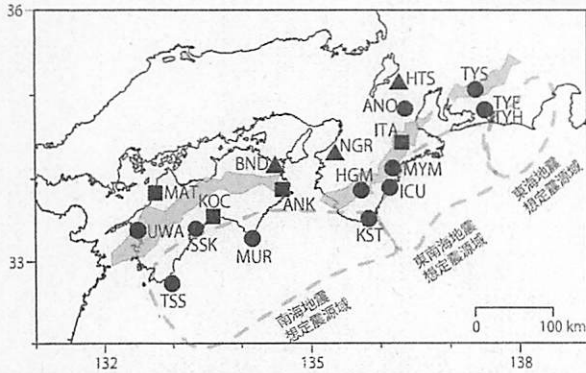 36
HTS
TYS
ANO
TYE
TYH
ITA
NGR
BND
MYM
MAT
HGM
ICU
KOC
ANK
UWA
SSK
KST
MUR
33
TSS
東海地震
想定震源域
東南海地震
想定震源域
南海地震
想定震源域
0
100 km
132
135
138